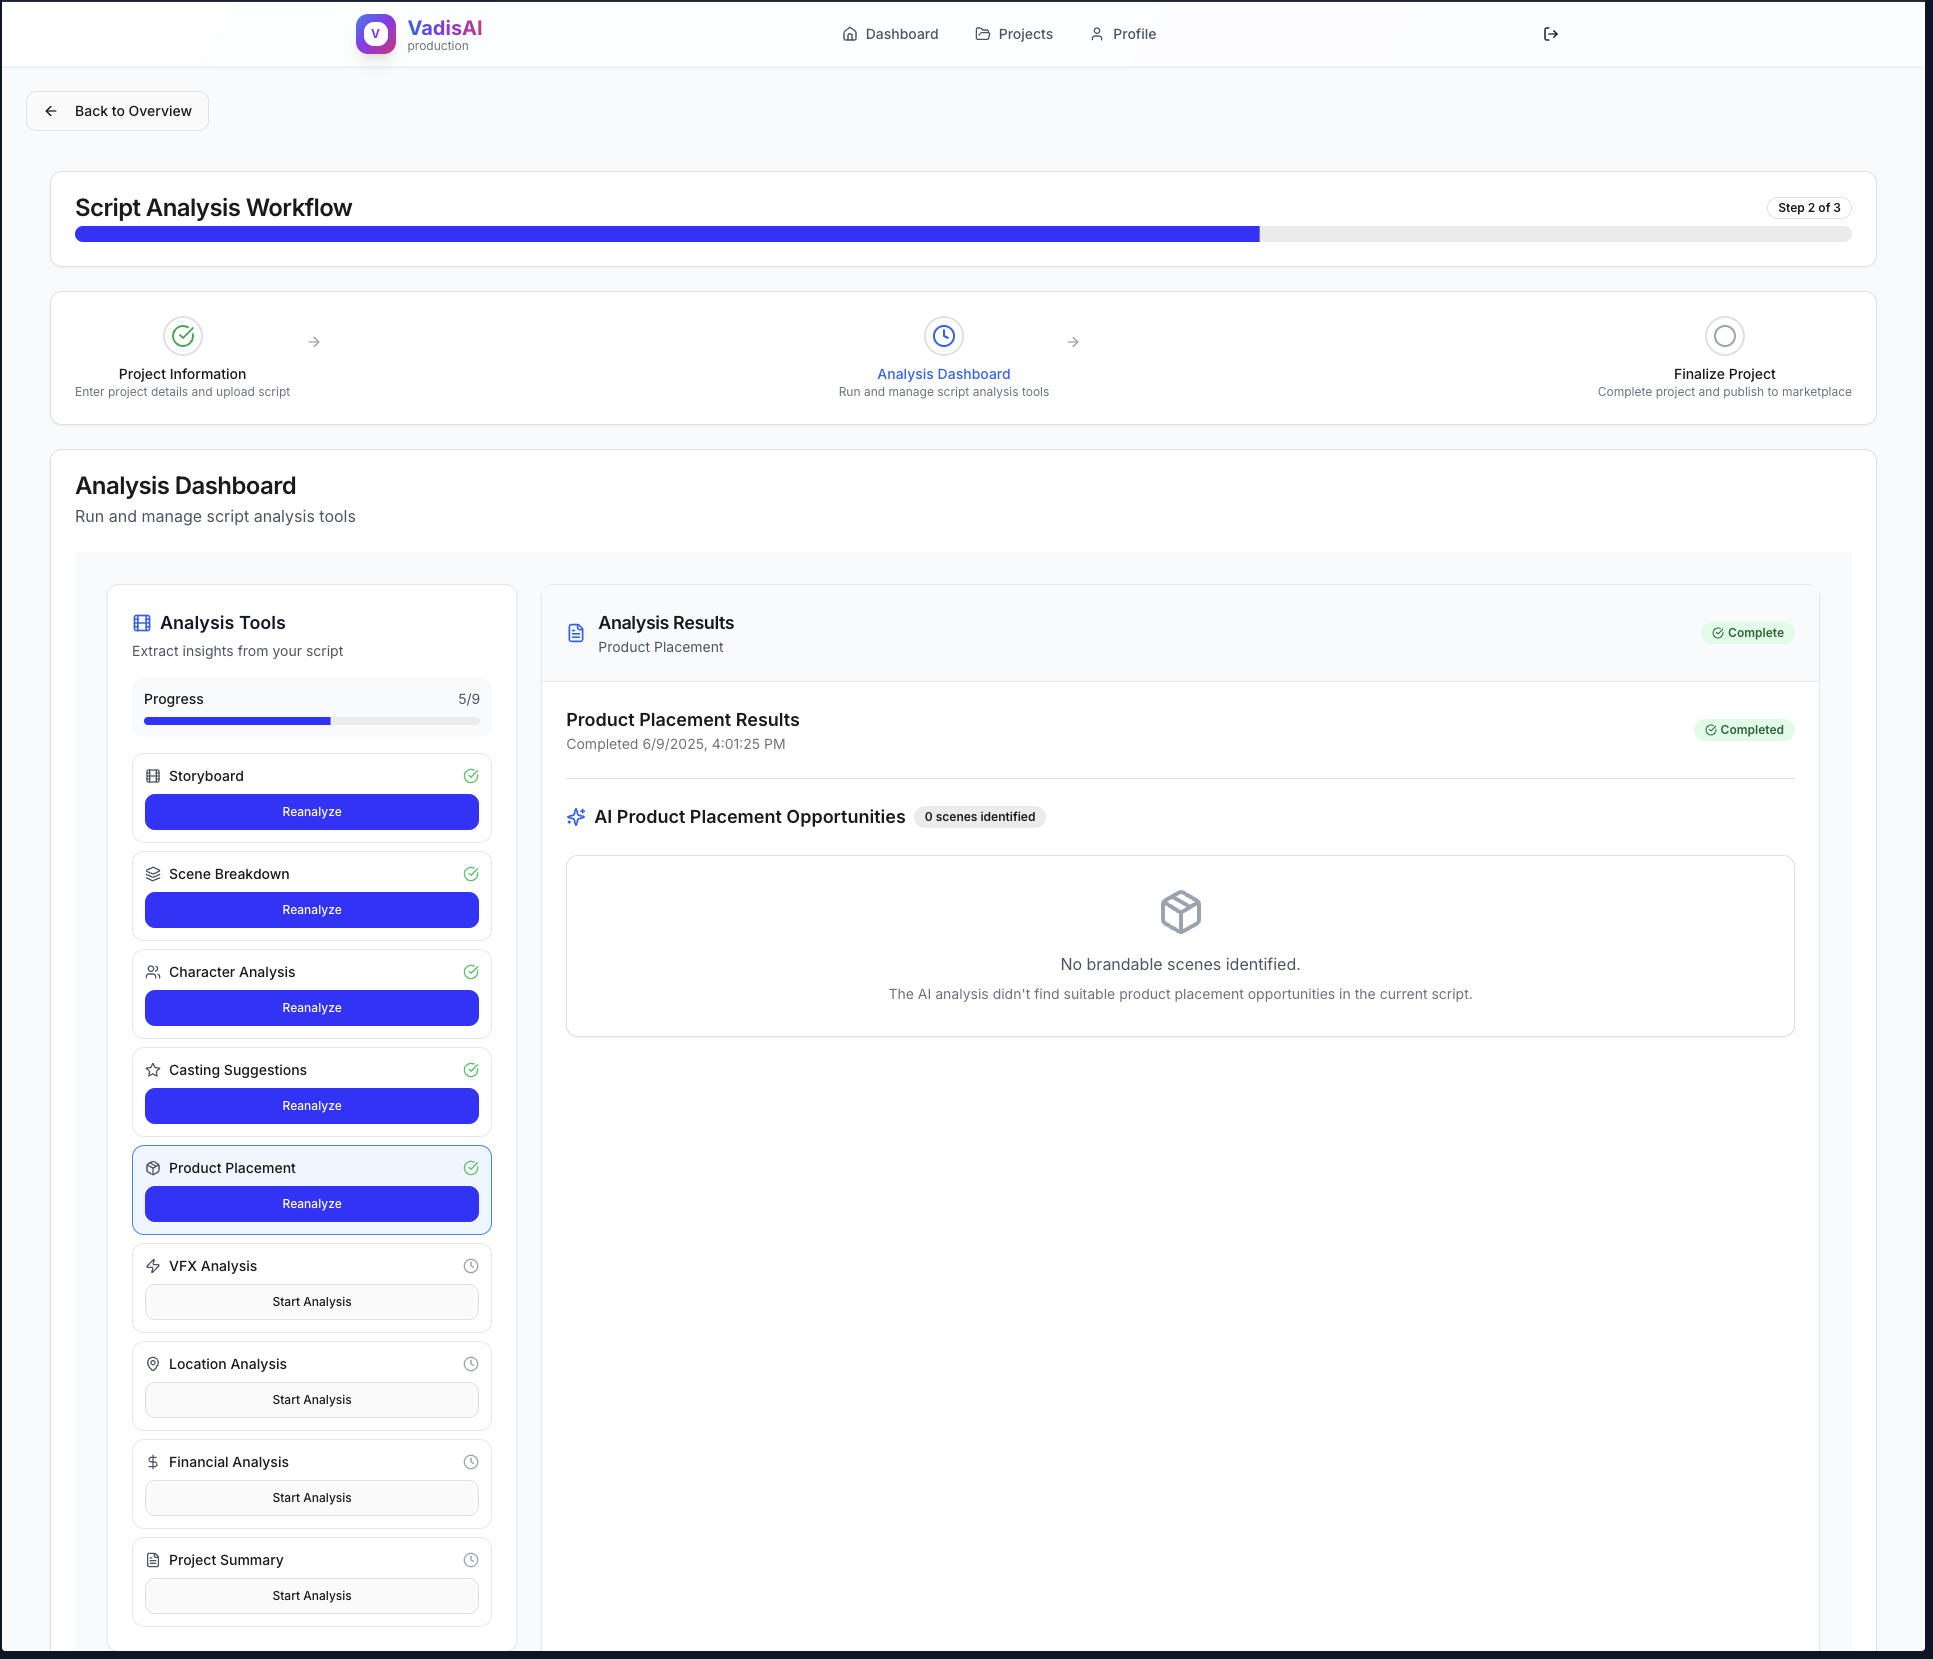 V
VadisAI
production
Dashboard
Projects
Profile
Back to Overview
Script Analysis Workflow
Step 2 of 3
Project Information
Enter project details and upload script
Analysis Dashboard
Run and manage script analysis tools
Finalize Project
Complete project and publish to marketplace
Analysis Dashboard
Run and manage script analysis tools
Analysis Tools
Extract insights from your script
Progress
5/9
Storyboard
Reanalyze
Scene Breakdown
Reanalyze
Character Analysis
Reanalyze
Casting Suggestions
Reanalyze
Product Placement
Reanalyze
VFX Analysis
Start Analysis
Location Analysis
Start Analysis
Financial Analysis
Start Analysis
Project Summary
Start Analysis
Analysis Results
Product Placement
Complete
Product Placement Results
Completed 6/9/2025, 4:01:25 PM
Completed
AI Product Placement Opportunities
0 scenes identified
No brandable scenes identified.
The AI analysis didn't find suitable product placement opportunities in the current script.